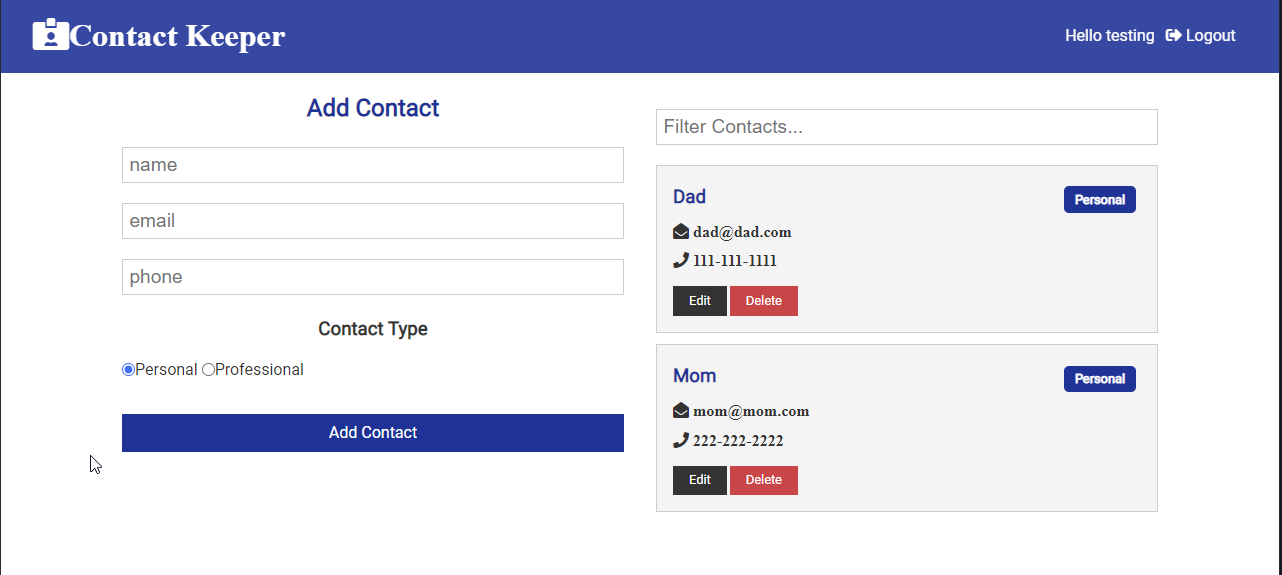 Contact Keeper
Hello testing Logout
Add Contact
name
email
phone
Contact Type
Personal Professional
Add Contact
Filter Contacts...
Dad
Personal
dad@dad.com
111-111-1111
Edit Delete
Mom
Personal
mom@mom.com
222-222-2222
Edit Delete